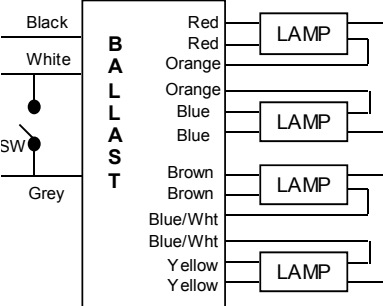 Black
White
SW
Grey
BALLAST
Red
Red
Orange
Orange
Blue
Blue
Brown
Brown
Blue/Wht
Blue/Wht
Yellow
Yellow
LAMP
LAMP
LAMP
LAMP